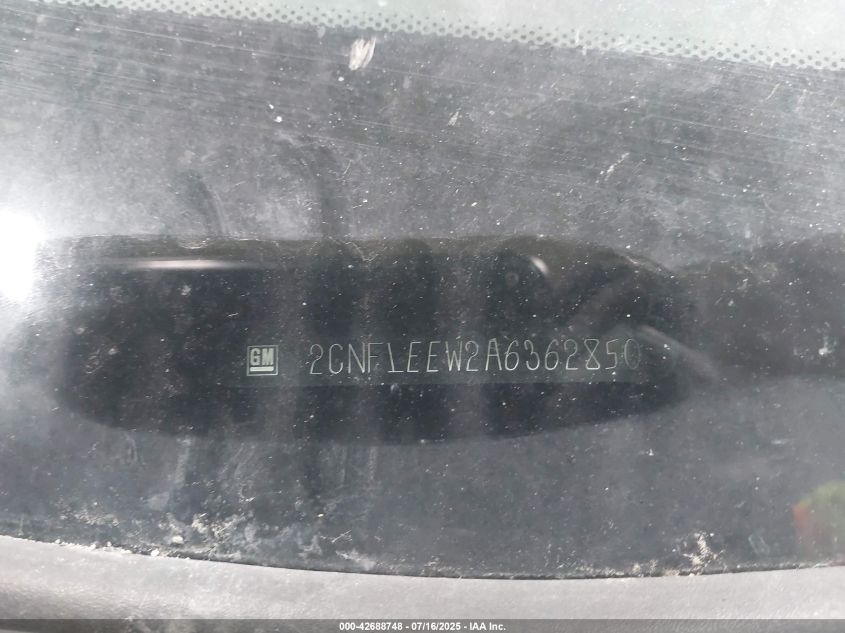 GM 2CNFLEEW2A6362850
000-42688748 - 07/16/2025 - IAA Inc.